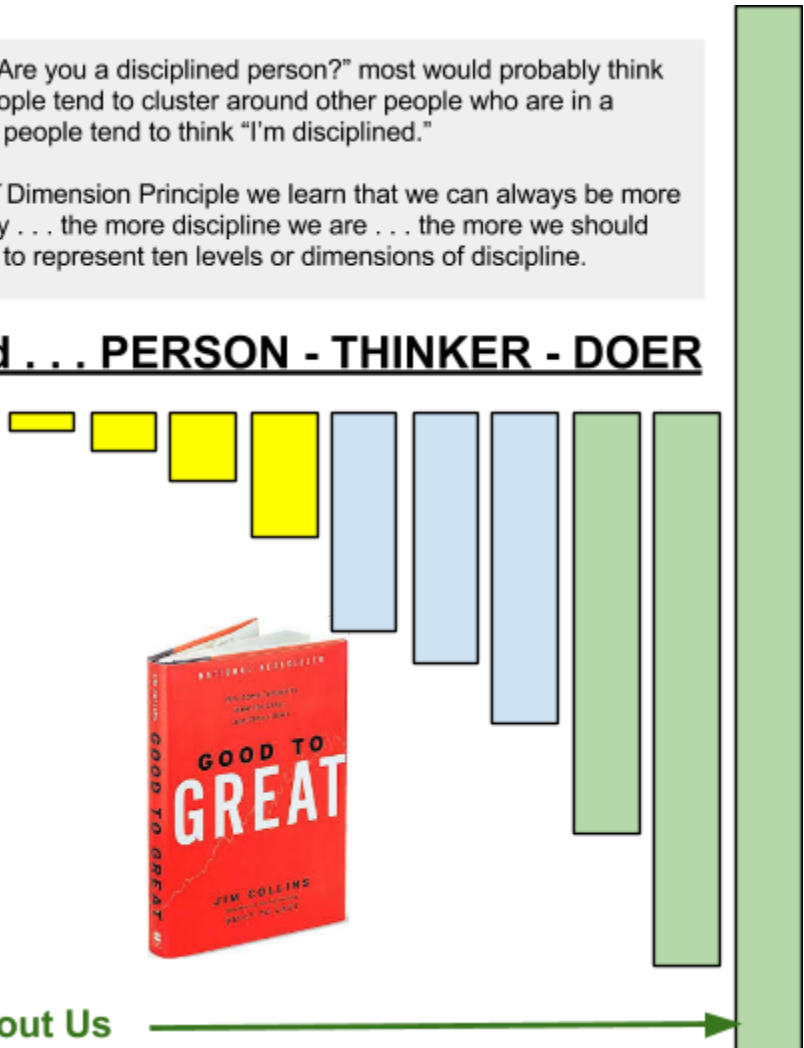 Are you a disciplined person?” most would probably think
ople tend to cluster around other people who are in a
people tend to think “I’m disciplined.”
Dimension Principle we learn that we can always be more
y . . . the more discipline we are . . . the more we should
to represent ten levels or dimensions of discipline.
d . . . PERSON - THINKER - DOER
NATIONAL BESTSELLER
GOOD TO
GREAT
JIM COLLINS
GOOD TO GREAT
out Us